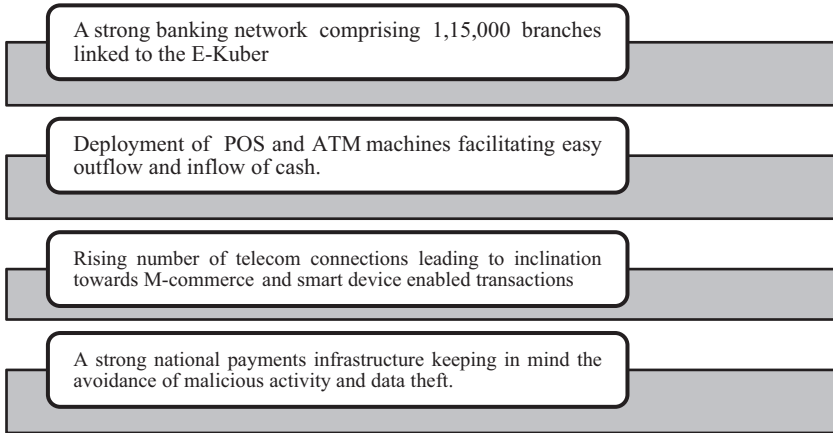 A strong banking network comprising 1,15,000 branches
linked to the E-Kuber
Deployment of POS and ATM machines facilitating easy
outflow and inflow of cash.
Rising number of telecom connections leading to inclination
towards M-commerce and smart device enabled transactions
A strong national payments infrastructure keeping in mind the
avoidance of malicious activity and data theft.